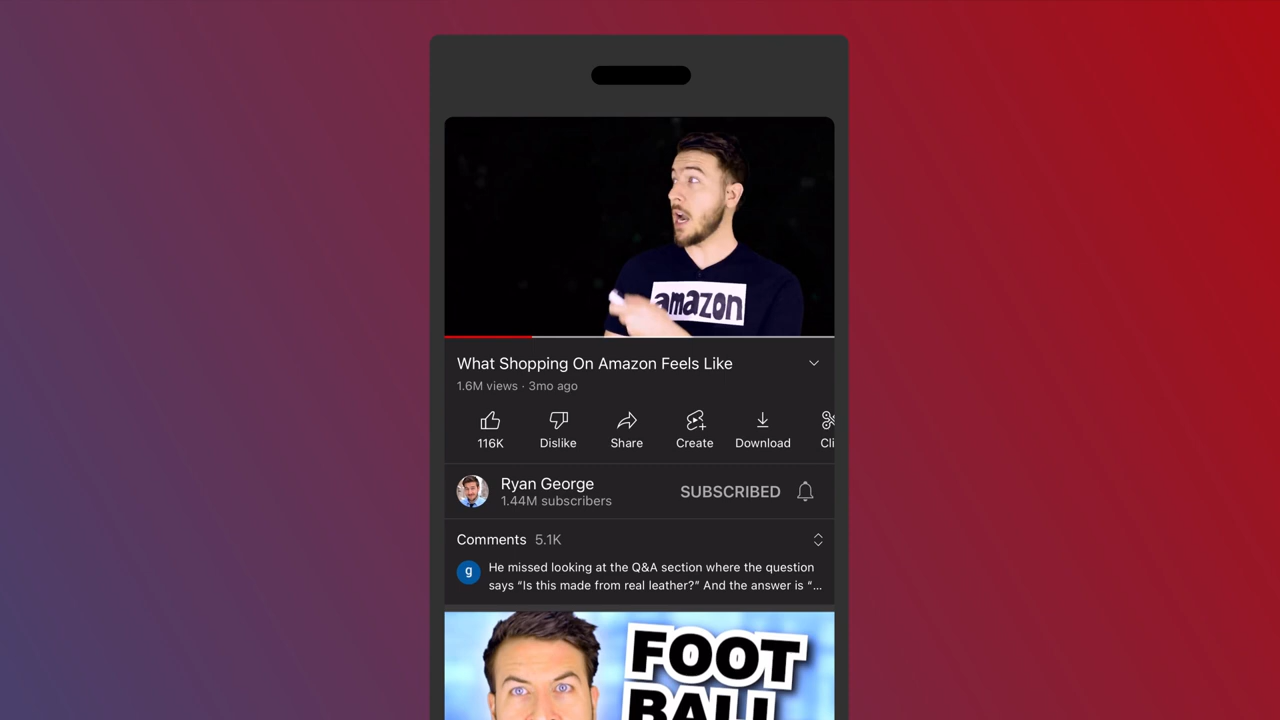 amazon
What Shopping On Amazon Feels Like
1.6M views · 3mo ago
116K Dislike Share Create Download Cli
Ryan George
1.44M subscribers
SUBSCRIBED
Comments 5.1K
g
He missed looking at the Q&A section where the question
says “Is this made from real leather?” And the answer is “...
FOOT
BALL